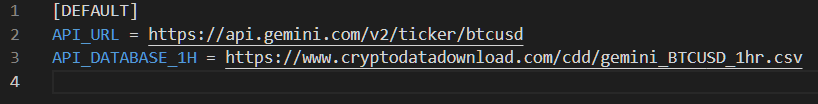 1 [DEFAULT]
2 API_URL = https://api.gemini.com/v2/ticker/btcusd
3 API_DATABASE_1H = https://www.cryptodatadownload.com/cdd/gemini_BTCUSD_1hr.csv
4